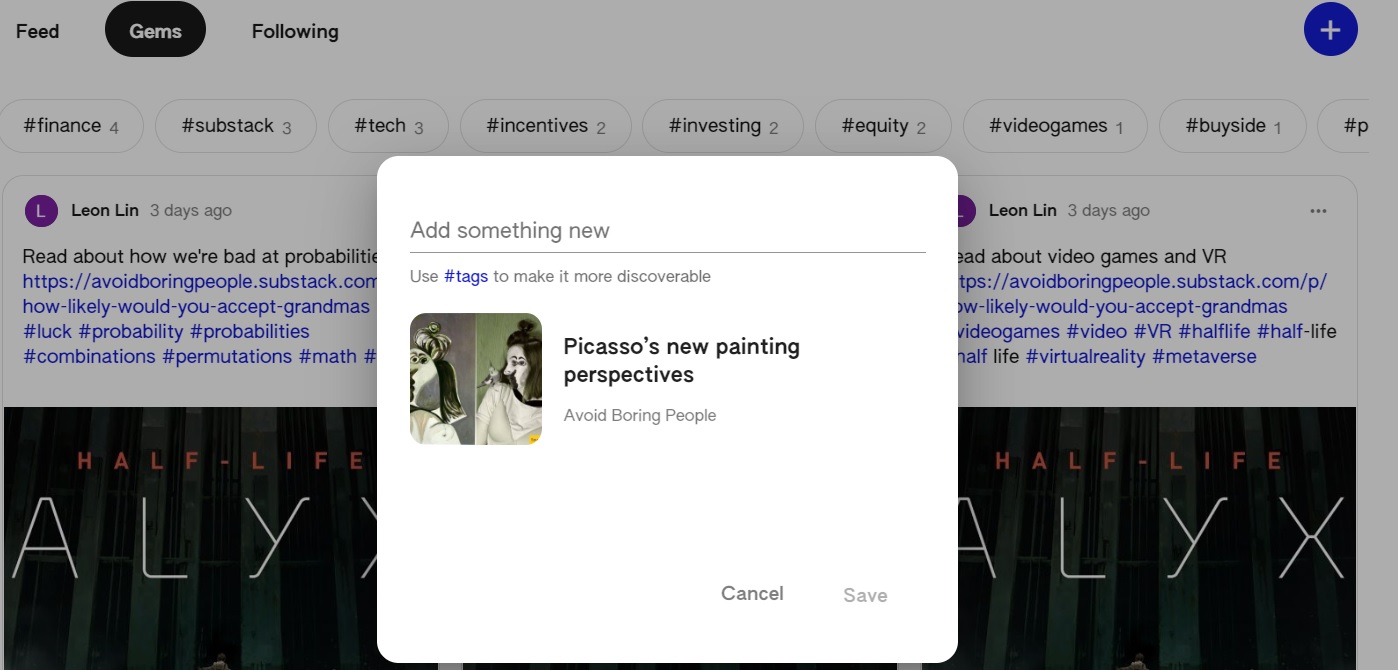 Feed Gems Following +
#finance 4 #substack 3 #tech 3 #incentives 2 #investing 2 #equity 2 #videogames 1 #buyside 1 #p
L Leon Lin 3 days ago
Read about how we're bad at probabilitie
https://avoidboringpeople.substack.com
how-likely-would-you-accept-grandmas
#luck #probability #probabilities
#combinations #permutations #math #
HALF-LIFE
ALYX
Add something new
Use #tags to make it more discoverable
Picasso’s new painting
perspectives
Avoid Boring People
Cancel Save
L Leon Lin 3 days ago •••
ead about video games and VR
tps://avoidboringpeople.substack.com/p/
ow-likely-would-you-accept-grandmas
videogames #video #VR #halflife #half-life
half life #virtualreality #metaverse
HALF-LIFE
ALYX